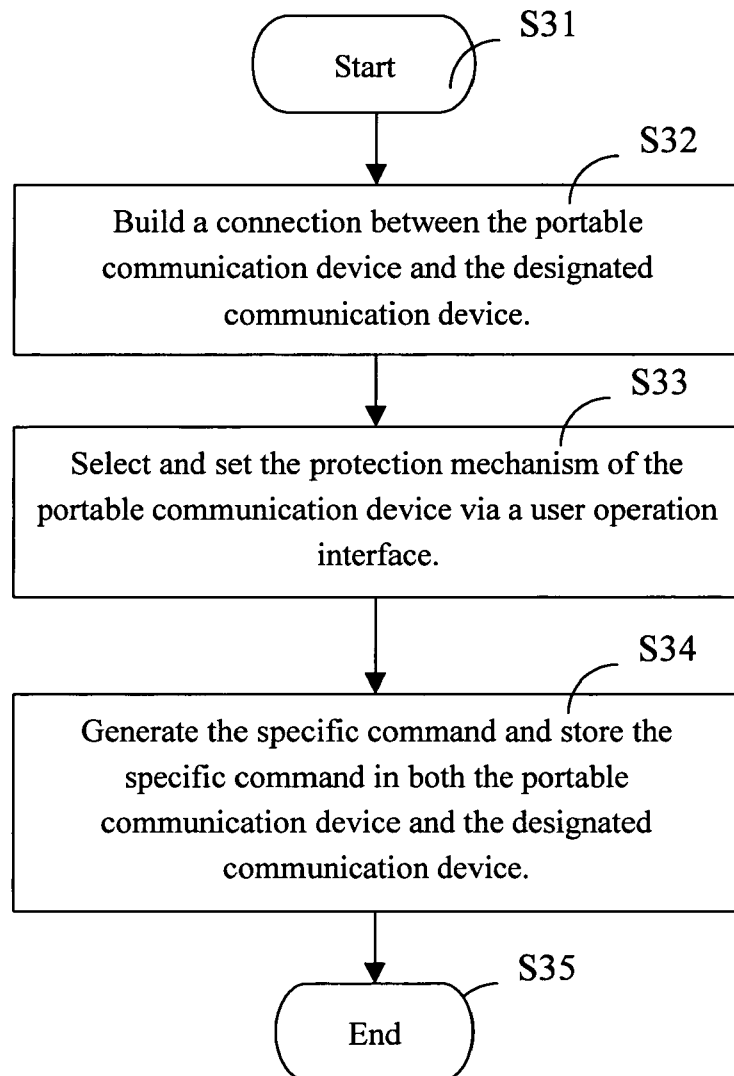 S31
Start
S32
Build a connection between the portable
communication device and the designated
communication device.
S33
Select and set the protection mechanism of the
portable communication device via a user operation
interface.
S34
Generate the specific command and store the
specific command in both the portable
communication device and the designated
communication device.
S35
End